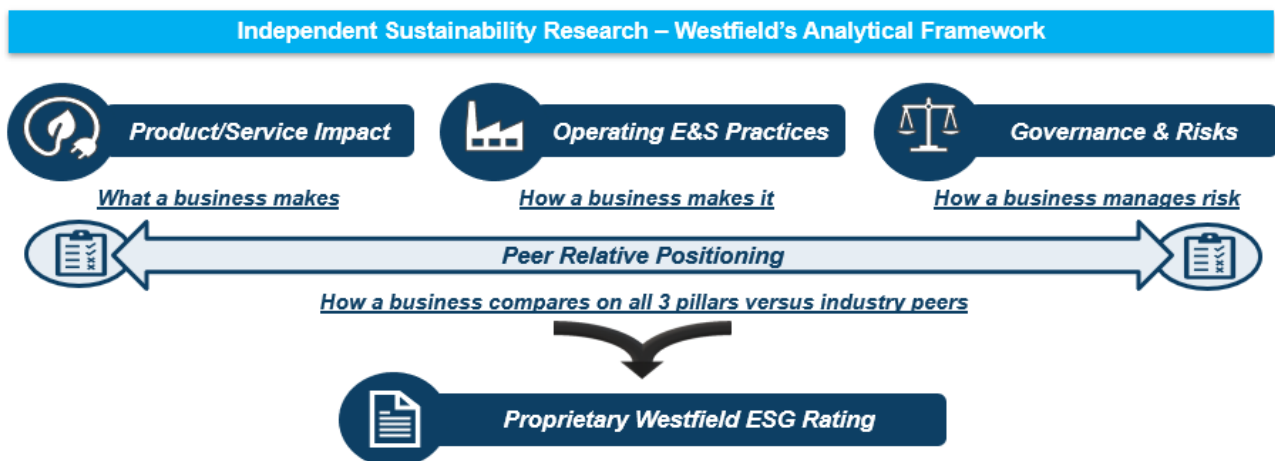 Independent Sustainability Research – Westfield's Analytical Framework
Product/Service Impact
Operating E&S Practices
Governance & Risks
What a business makes
How a business makes it
How a business manages risk
Peer Relative Positioning
How a business compares on all 3 pillars versus industry peers
Proprietary Westfield ESG Rating